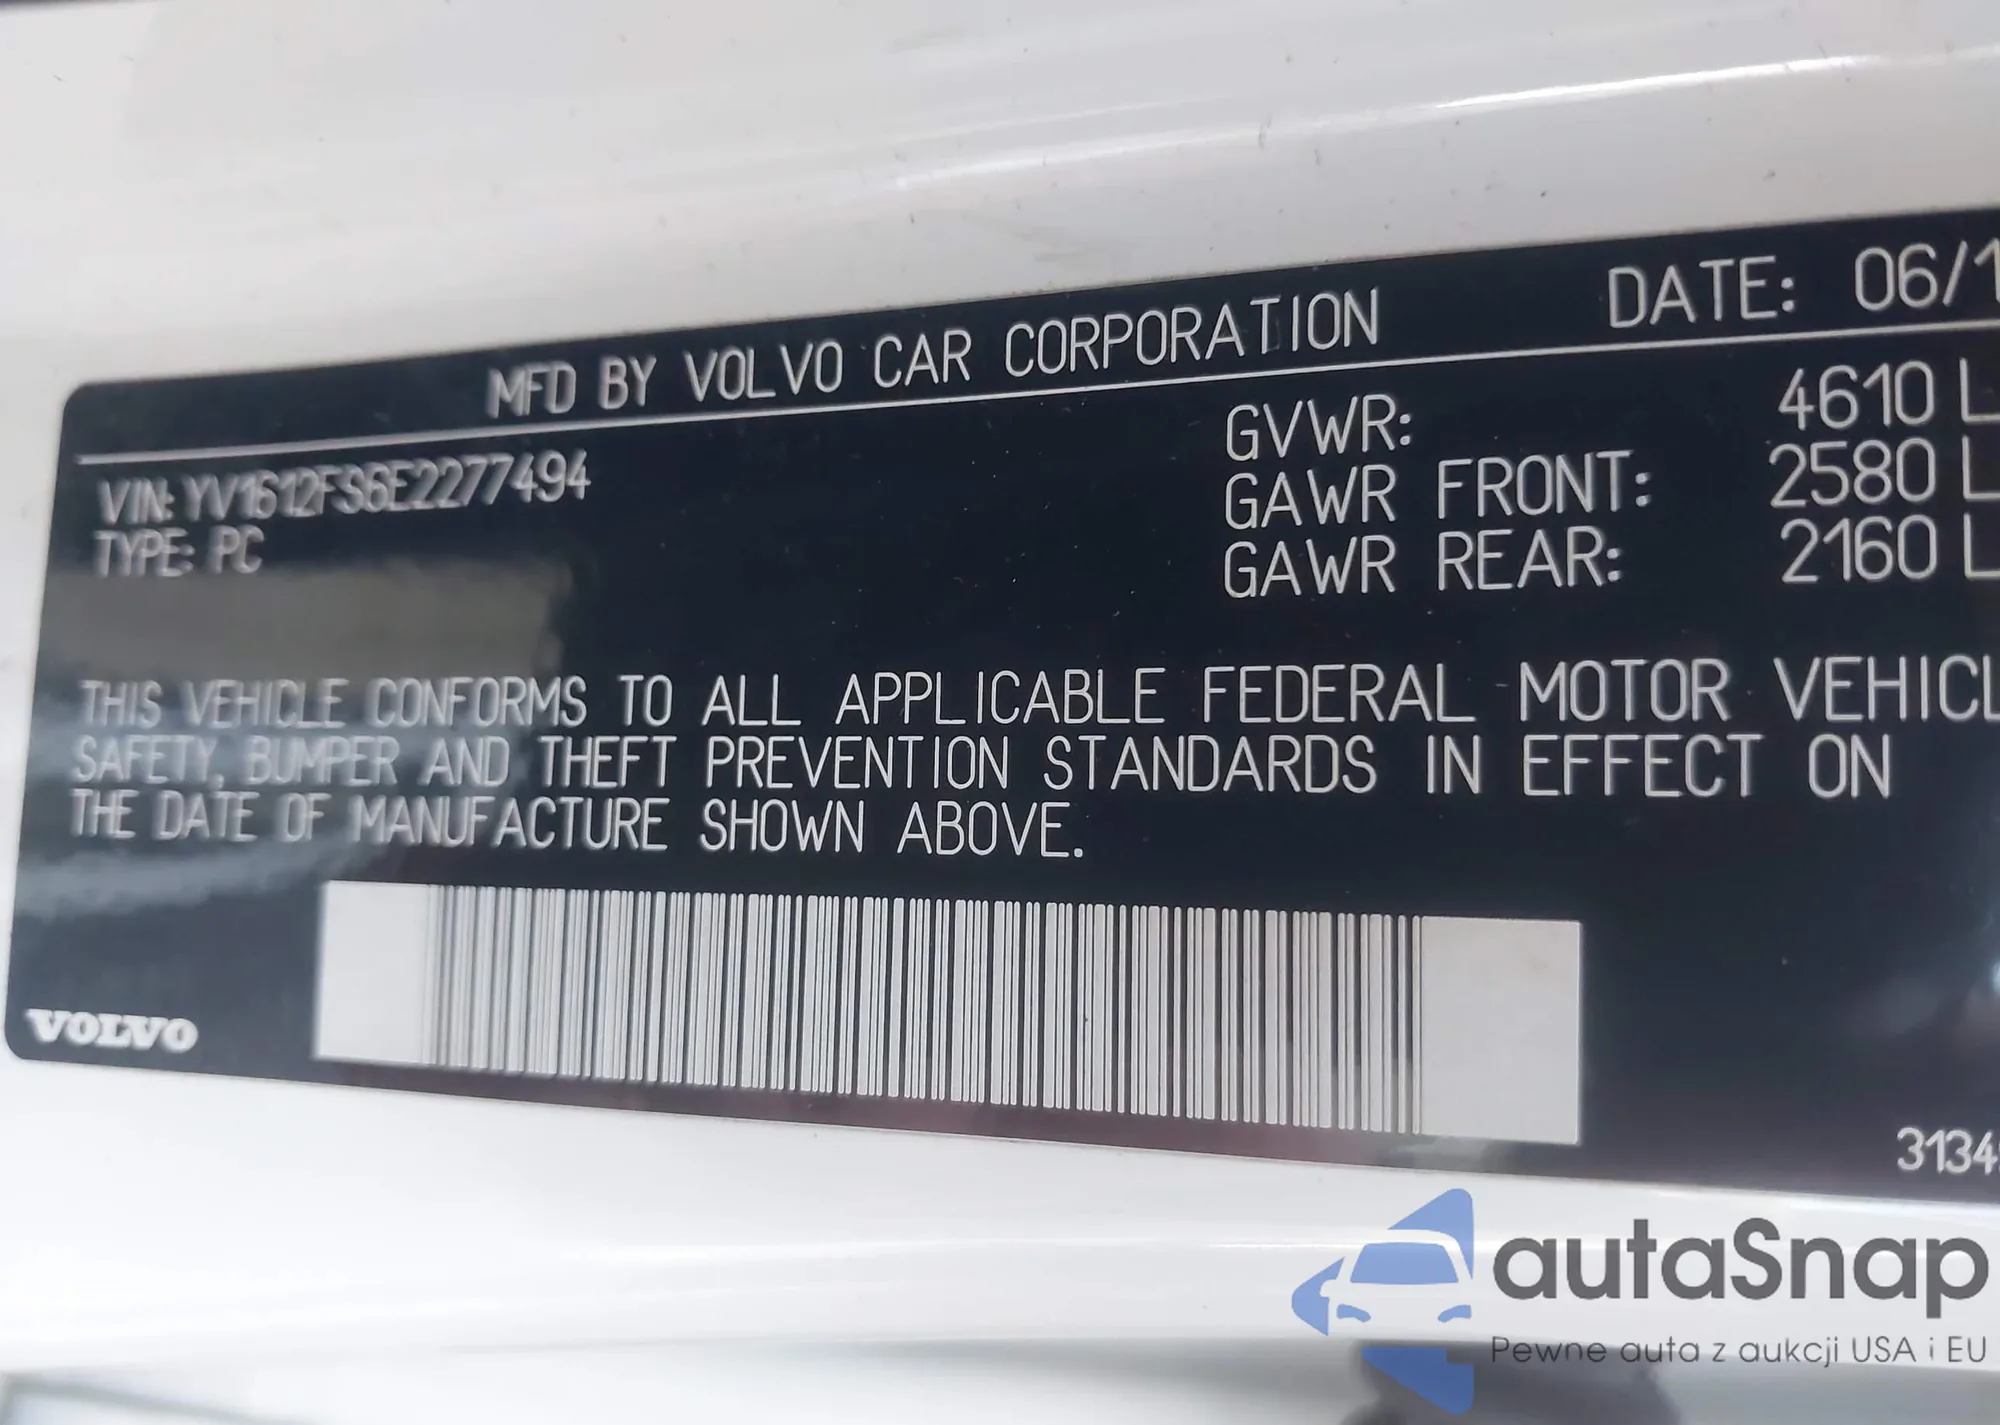 MFD BY VOLVO CAR CORPORATION DATE: 06/1
VIN: YV1612FS6E2277494
TYPE: PC
GVWR: 4610 L
GAWR FRONT: 2580 L
GAWR REAR: 2160 L
THIS VEHICLE CONFORMS TO ALL APPLICABLE FEDERAL MOTOR VEHICL
SAFETY, BUMPER AND THEFT PREVENTION STANDARDS IN EFFECT ON
THE DATE OF MANUFACTURE SHOWN ABOVE.
VOLVO
3134
autaSnap
Pewne auta z aukcji USA i EU